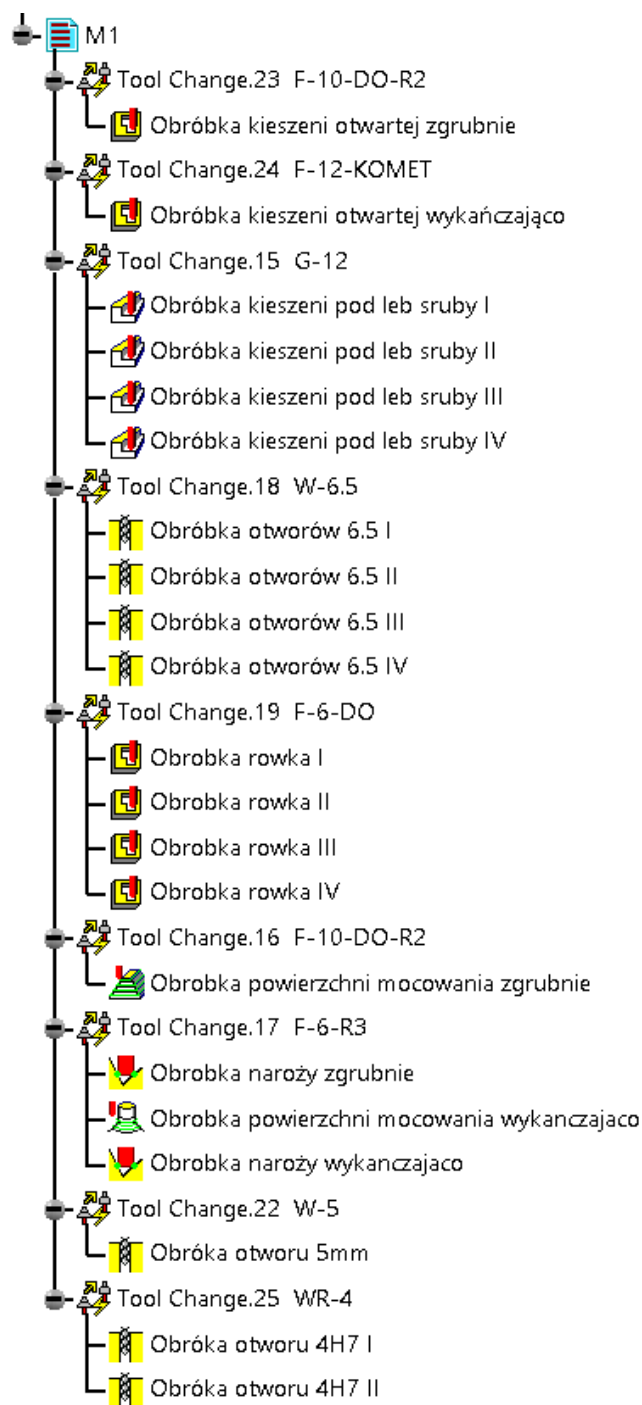 M1
Tool Change.23 F-10-DO-R2
Obróbka kieszeni otwartej zgrubnie
Tool Change.24 F-12-KOMET
Obróbka kieszeni otwartej wykańczająco
Tool Change.15 G-12
Obróbka kieszeni pod leb sruby I
Obróbka kieszeni pod leb sruby II
Obróbka kieszeni pod leb sruby III
Obróbka kieszeni pod leb sruby IV
Tool Change.18 W-6.5
Obróbka otworów 6.5 I
Obróbka otworów 6.5 II
Obróbka otworów 6.5 III
Obróbka otworów 6.5 IV
Tool Change.19 F-6-DO
Obrobka rowka I
Obrobka rowka II
Obrobka rowka III
Obrobka rowka IV
Tool Change.16 F-10-DO-R2
Obrobka powierzchni mocowania zgrubnie
Tool Change.17 F-6-R3
Obrobka naroży zgrubnie
Obrobka powierzchni mocowania wykanczajaco
Obrobka naroży wykanczajaco
Tool Change.22 W-5
Obróka otworu 5mm
Tool Change.25 WR-4
Obróka otworu 4H7 I
Obróka otworu 4H7 II